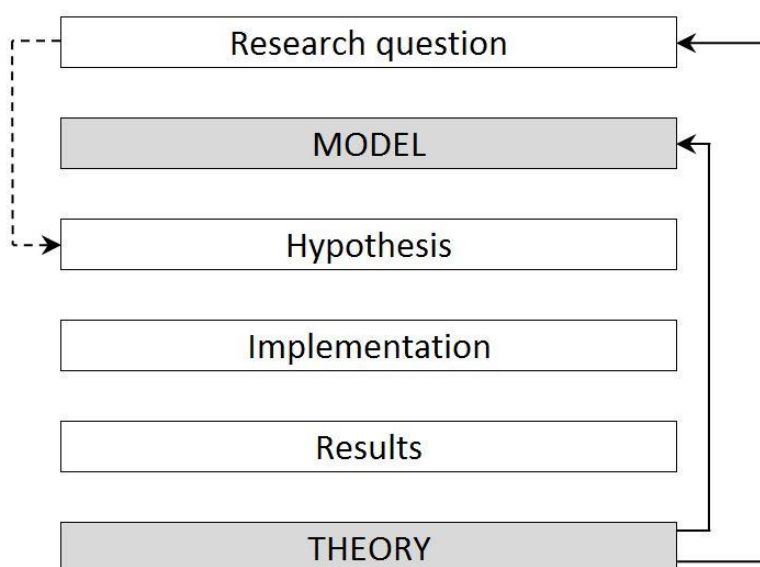 Research question
MODEL
Hypothesis
Implementation
Results
THEORY